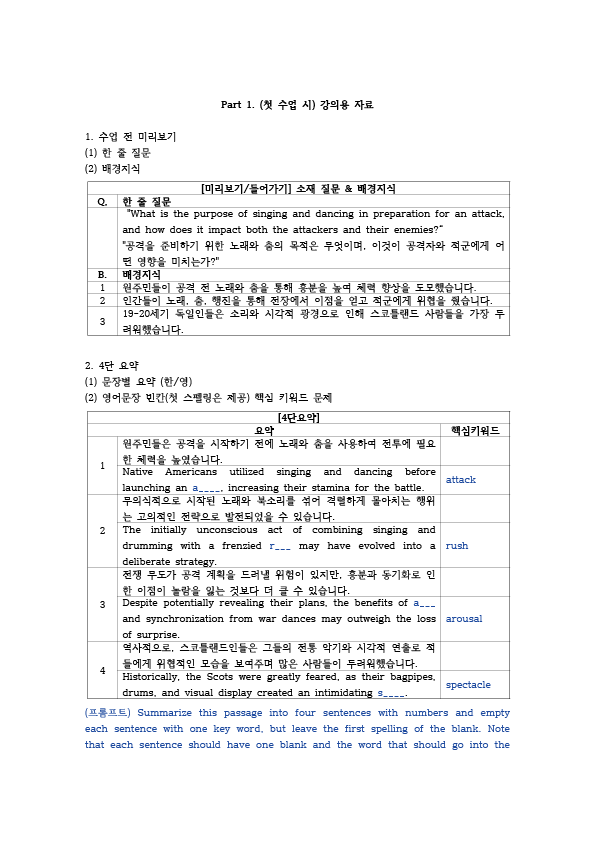 Part 1. (첫 수업 시) 강의용 자료
1. 수업 전 미리보기
(1) 한 줄 질문
(2) 배경지식
[미리보기/들어가기] 소재 질문 & 배경지식
Q. 한 줄 질문
"What is the purpose of singing and dancing in preparation for an attack,
and how does it impact both the attackers and their enemies?"
"공격을 준비하기 위한 노래와 춤의 목적은 무엇이며, 이것이 공격자와 적군에게 어
떤 영향을 미치는가?"
B. 배경지식
1 원주민들이 공격 전 노래와 춤을 통해 흥분을 높여 체력 향상을 도모했습니다.
2 인간들이 노래, 춤, 행진을 통해 전장에서 이점을 얻고 적군에게 위협을 줬습니다.
3 19-20세기 독일인들은 소리와 시각적 광경으로 인해 스코틀랜드 사람들을 가장 두
려워했습니다.
2. 4단 요약
(1) 문장별 요약 (한/영)
(2) 영어문장 빈칸(첫 스펠링은 제공) 핵심 키워드 문제
[4단요약]
요약 핵심키워드
1 원주민들은 공격을 시작하기 전에 노래와 춤을 사용하여 전투에 필요
한 체력을 높였습니다.
Native Americans utilized singing and dancing before
launching an a____, increasing their stamina for the battle.
attack
2 무의식적으로 시작된 노래와 북소리를 섞어 격렬하게 몰아치는 행위
는 고의적인 전략으로 발전되었을 수 있습니다.
The initially unconscious act of combining singing and
drumming with a frenzied r___ may have evolved into a
deliberate strategy.
rush
3 전쟁 무도가 공격 계획을 드러낼 위험이 있지만, 흥분과 동기화로 인
한 이점이 놀람을 잃는 것보다 더 클 수 있습니다.
Despite potentially revealing their plans, the benefits of a___
and synchronization from war dances may outweigh the loss
of surprise.
arousal
4 역사적으로, 스코틀랜드인들은 그들의 전통 악기와 시각적 연출로 적
들에게 위협적인 모습을 보여주며 많은 사람들이 두려워했습니다.
Historically, the Scots were greatly feared, as their bagpipes,
drums, and visual display created an intimidating s____.
spectacle
(프롬프트) Summarize this passage into four sentences with numbers and empty
each sentence with one key word, but leave the first spelling of the blank. Note
that each sentence should have one blank and the word that should go into the